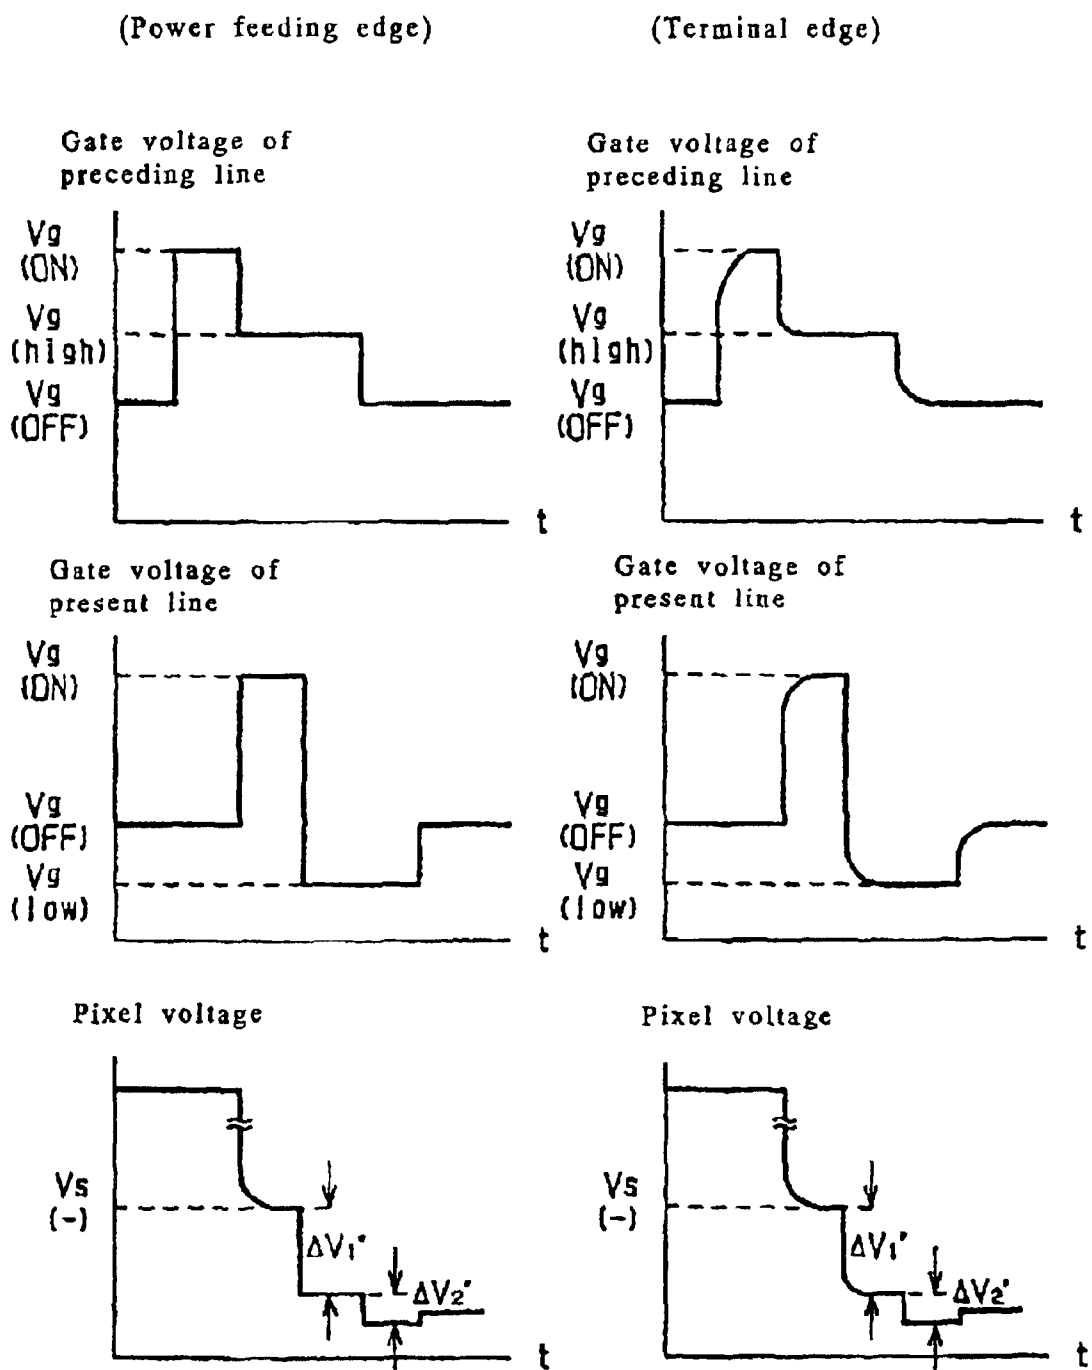 (Power feeding edge)
(Terminal edge)
Gate voltage of
preceding line
Vg
(ON)
Vg
(high)
Vg
(OFF)
t
Gate voltage of
preceding line
Vg
(ON)
Vg
(high)
Vg
(OFF)
t
Gate voltage of
present line
Vg
(ON)
Vg
(OFF)
Vg
(low)
t
Gate voltage of
present line
Vg
(ON)
Vg
(OFF)
Vg
(low)
t
Pixel voltage
Vs
(-)
ΔV1"
ΔV2"
t
Pixel voltage
Vs
(-)
ΔV1"
ΔV2"
t